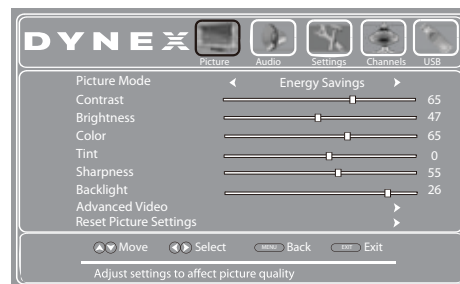 DYNEX
Picture Audio Settings Channels USB
Picture Mode Energy Savings
Contrast 65
Brightness 47
Color 65
Tint 0
Sharpness 55
Backlight 26
Advanced Video
Reset Picture Settings
Move Select MENU Back EXIT Exit
Adjust settings to affect picture quality